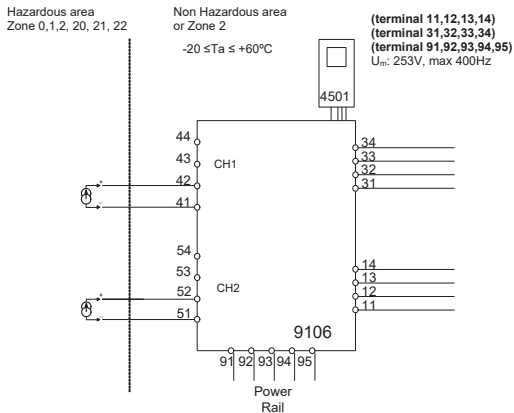 Hazardous area
Zone 0,1,2, 20, 21, 22
Non Hazardous area
or Zone 2
-20 ≤Ta ≤ +60ºC
(terminal 11,12,13,14)
(terminal 31,32,33,34)
(terminal 91,92,93,94,95)
Um: 253V, max 400Hz
4501
44
43
CH1
42
41
34
33
32
31
54
53
CH2
52
51
14
13
12
11
9106
91 92 93 94 95
Power
Rail